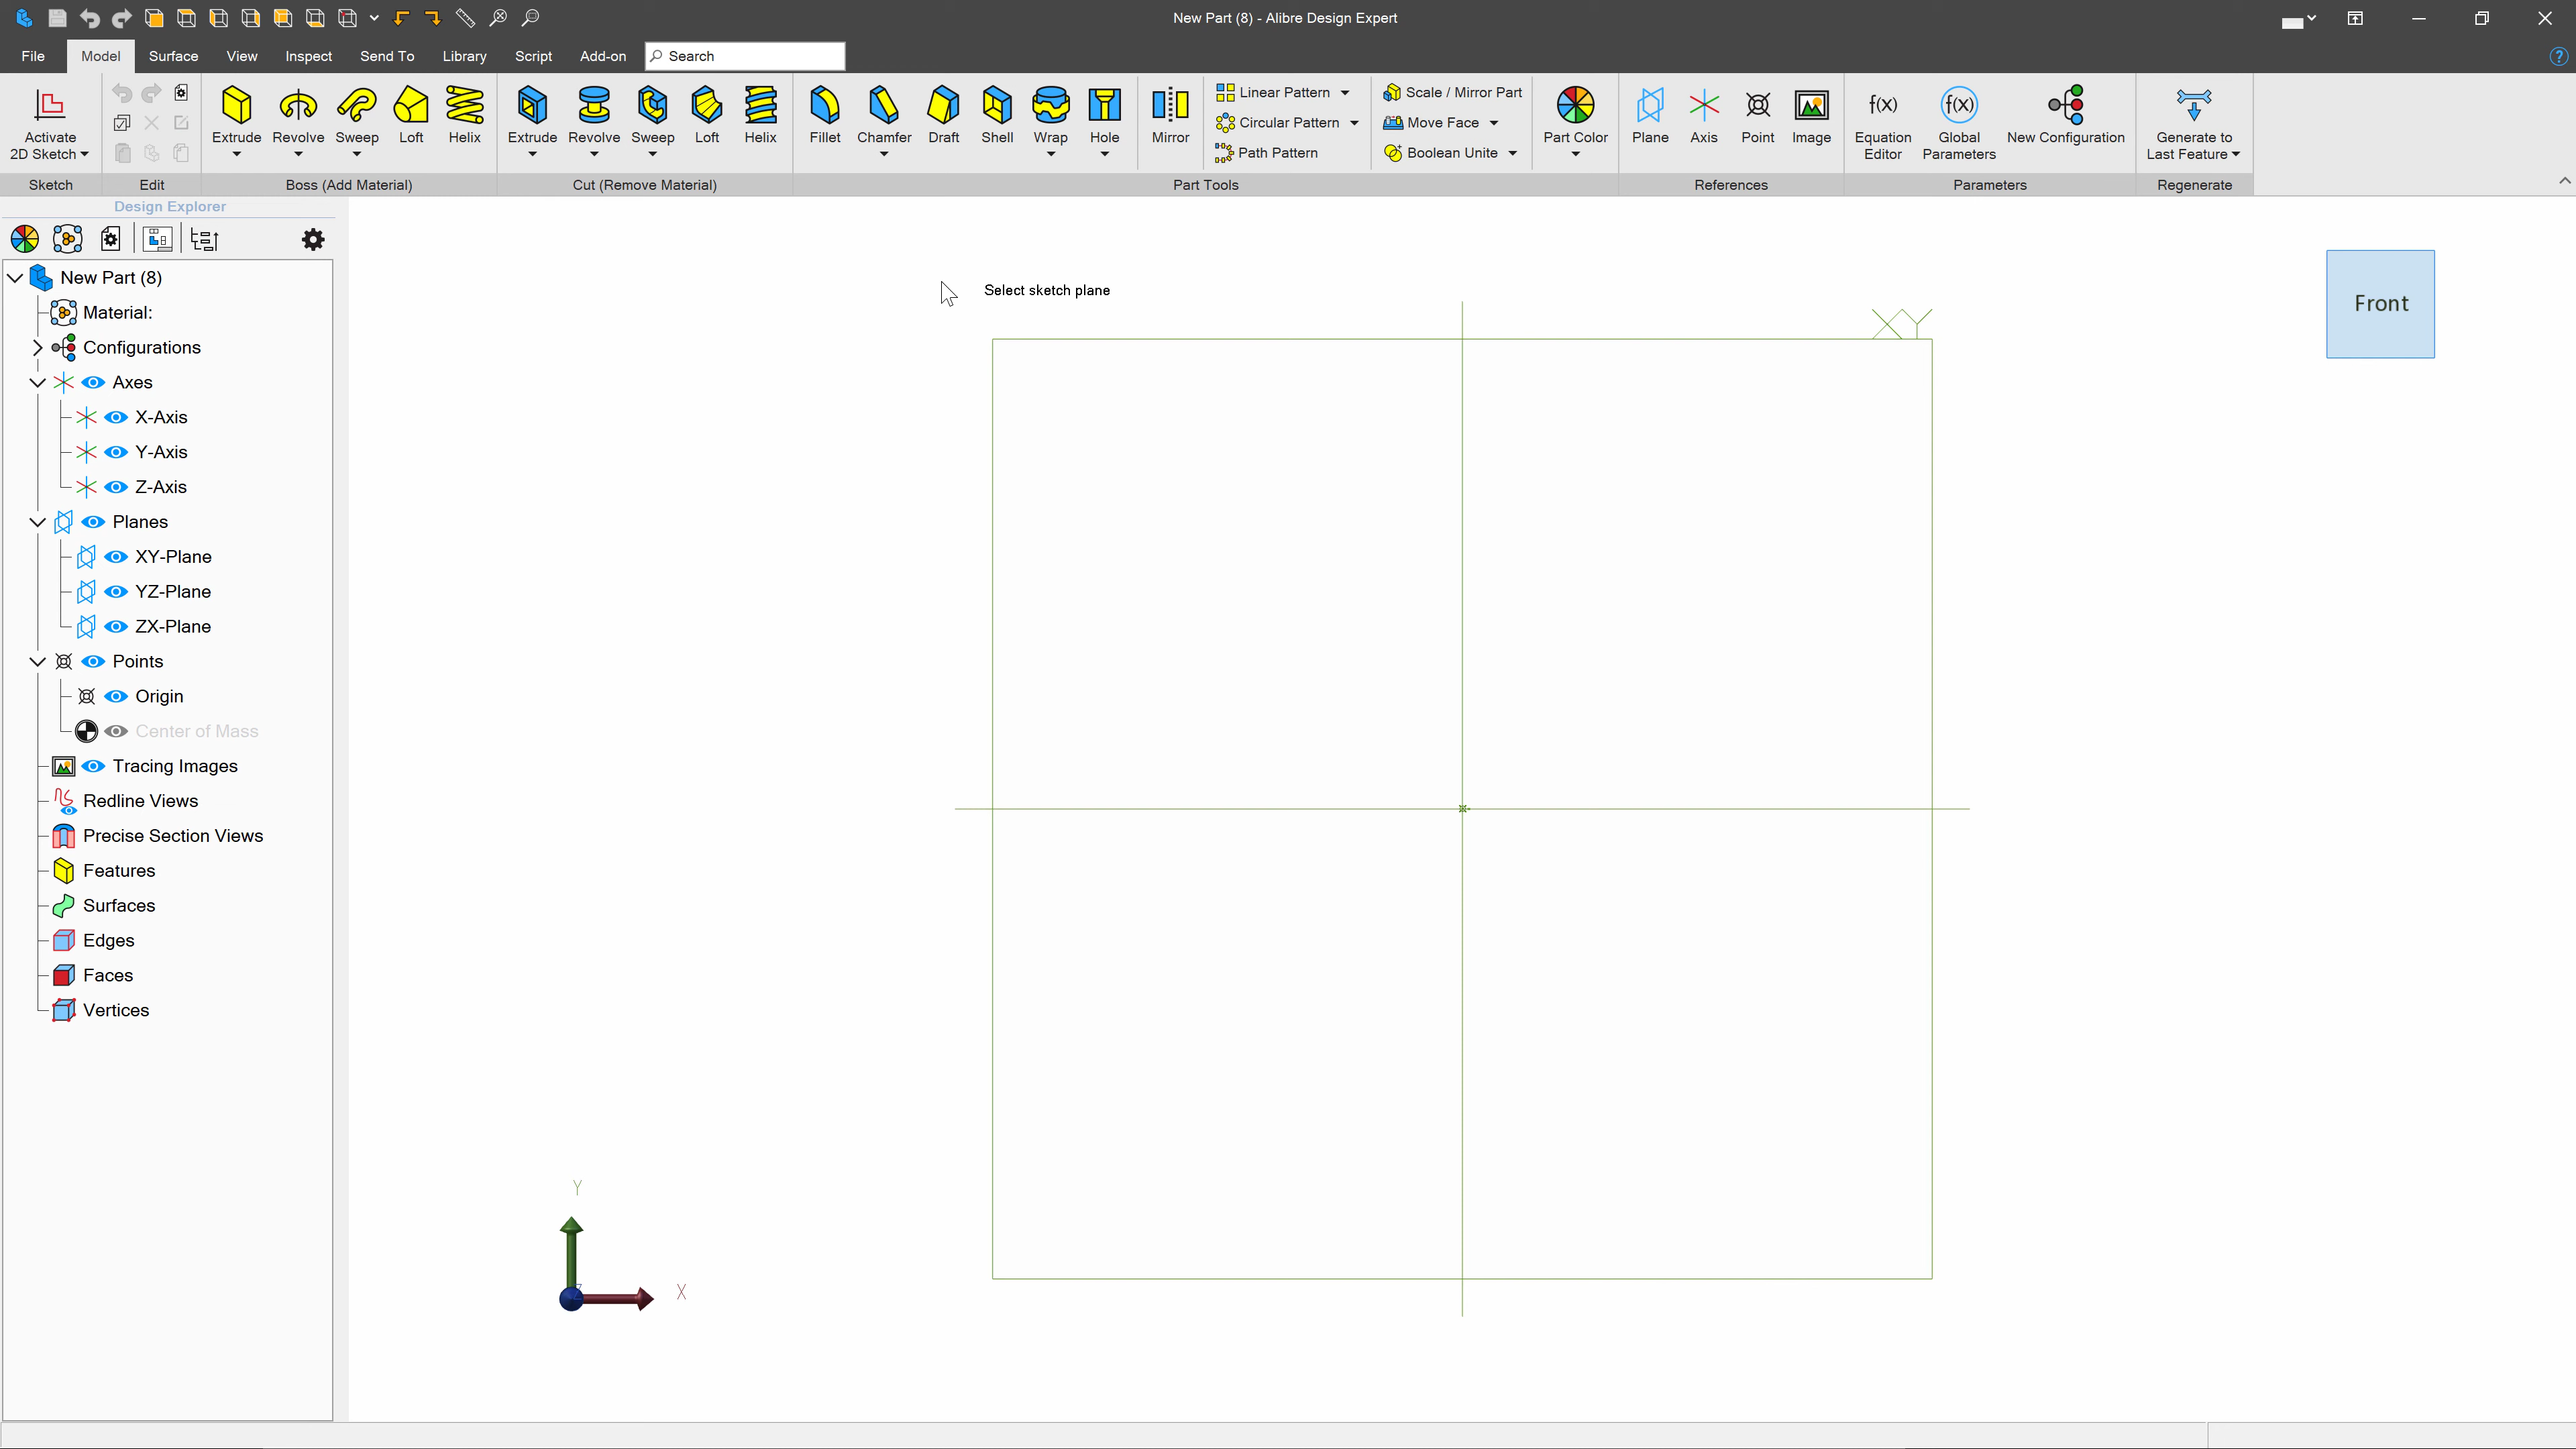 New Part (8) - Alibre Design Expert
File Model Surface View Inspect Send To Library Script Add-on Search
Activate
2D Sketch
Extrude Revolve Sweep Loft Helix
Extrude Revolve Sweep Loft Helix
Fillet Chamfer Draft Shell Wrap Hole
Mirror
Linear Pattern
Circular Pattern
Path Pattern
Scale / Mirror Part
Move Face
Boolean Unite
Part Color
Plane Axis Point Image
Equation
Editor
f(x)
Global
Parameters
f(x)
New Configuration
Generate to
Last Feature
Sketch Edit Boss (Add Material) Cut (Remove Material) Part Tools References Parameters Regenerate
Design Explorer
New Part (8)
Material:
Configurations
Axes
X-Axis
Y-Axis
Z-Axis
Planes
XY-Plane
YZ-Plane
ZX-Plane
Points
Origin
Center of Mass
Tracing Images
Redline Views
Precise Section Views
Features
Surfaces
Edges
Faces
Vertices
Select sketch plane
XY
Front
Y
X
Z